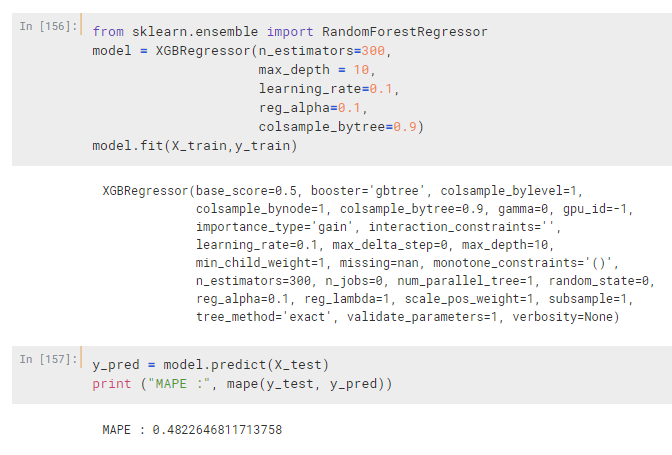 In [156]:
from sklearn.ensemble import RandomForestRegressor
model = XGBRegressor(n_estimators=300,
max_depth = 10,
learning_rate=0.1,
reg_alpha=0.1,
colsample_bytree=0.9)
model.fit(X_train,y_train)
XGBRegressor(base_score=0.5, booster='gbtree', colsample_bylevel=1,
colsample_bynode=1, colsample_bytree=0.9, gamma=0, gpu_id=-1,
importance_type='gain', interaction_constraints='',
learning_rate=0.1, max_delta_step=0, max_depth=10,
min_child_weight=1, missing=nan, monotone_constraints='()',
n_estimators=300, n_jobs=0, num_parallel_tree=1, random_state=0,
reg_alpha=0.1, reg_lambda=1, scale_pos_weight=1, subsample=1,
tree_method='exact', validate_parameters=1, verbosity=None)
In [157]:
y_pred = model.predict(X_test)
print ("MAPE :", mape(y_test, y_pred))
MAPE : 0.4822646811713758